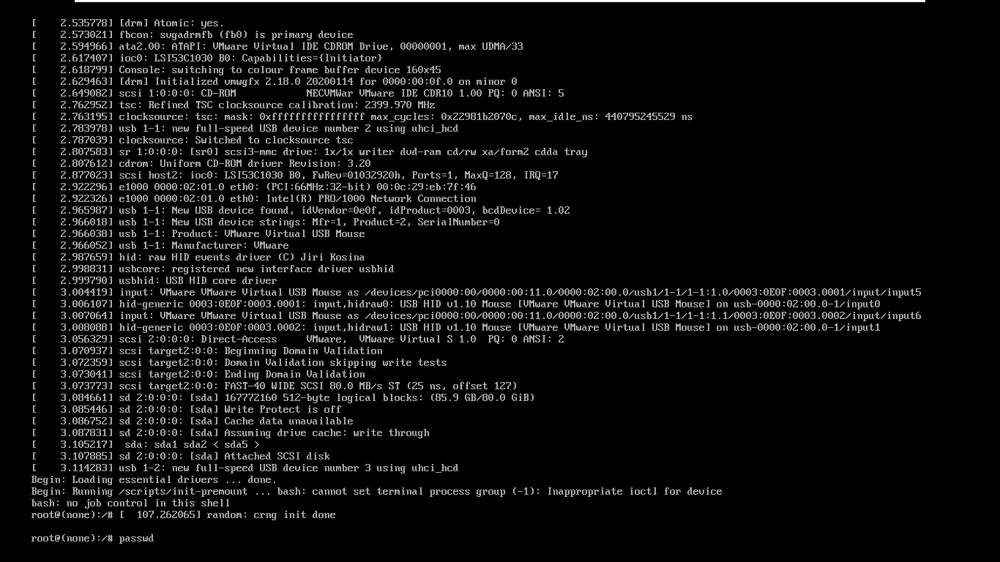 [    2.535778] [drm] Atomic: yes.
[    2.573021] fbcon: svgadrmfb (fb0) is primary device
[    2.594966] ata2.00: ATAPI: VMware Virtual IDE CDROM Drive, 00000001, max UDMA/33
[    2.617407] ioc0: LSI53C1030 B0: Capabilities={Initiator}
[    2.618799] Console: switching to colour frame buffer device 160x45
[    2.629463] [drm] Initialized vmwgfx 2.18.0 20200114 for 0000:00:0f.0 on minor 0
[    2.649082] scsi 1:0:0:0: CD-ROM            NECVMWar VMware IDE CDR10 1.00 PQ: 0 ANSI: 5
[    2.762952] tsc: Refined TSC clocksource calibration: 2399.970 MHz
[    2.763195] clocksource: tsc: mask: 0xffffffffffffffff max_cycles: 0x22981b2070c, max_idle_ns: 440795245529 ns
[    2.783978] usb 1-1: new full-speed USB device number 2 using uhci_hcd
[    2.787039] clocksource: Switched to clocksource tsc
[    2.807583] sr 1:0:0:0: [sr0] scsi3-mmc drive: 1x/1x writer dvd-ram cd/rw xa/form2 cdda tray
[    2.807612] cdrom: Uniform CD-ROM driver Revision: 3.20
[    2.877023] scsi host2: ioc0: LSI53C1030 B0, FwRev=01032920h, Ports=1, MaxQ=128, IRQ=17
[    2.922296] e1000 0000:02:01.0 eth0: (PCI:66MHz:32-bit) 00:0c:29:eb:7f:46
[    2.922326] e1000 0000:02:01.0 eth0: Intel(R) PRO/1000 Network Connection
[    2.965987] usb 1-1: New USB device found, idVendor=0e0f, idProduct=0003, bcdDevice= 1.02
[    2.966018] usb 1-1: New USB device strings: Mfr=1, Product=2, SerialNumber=0
[    2.966038] usb 1-1: Product: VMware Virtual USB Mouse
[    2.966052] usb 1-1: Manufacturer: VMware
[    2.987659] hid: raw HID events driver (C) Jiri Kosina
[    2.998831] usbcore: registered new interface driver usbhid
[    2.999790] usbhid: USB HID core driver
[    3.004419] input: VMware VMware Virtual USB Mouse as /devices/pci0000:00/0000:00:11.0/0000:02:00.0/usb1/1-1/1-1:1.0/0003:0E0F:0003.0001/input/input5
[    3.006107] hid-generic 0003:0E0F:0003.0001: input,hidraw0: USB HID v1.10 Mouse [VMware VMware Virtual USB Mouse] on usb-0000:02:00.0-1/input0
[    3.007064] input: VMware VMware Virtual USB Mouse as /devices/pci0000:00/0000:00:11.0/0000:02:00.0/usb1/1-1/1-1:1.1/0003:0E0F:0003.0002/input/input6
[    3.008088] hid-generic 0003:0E0F:0003.0002: input,hidraw1: USB HID v1.10 Mouse [VMware VMware Virtual USB Mouse] on usb-0000:02:00.0-1/input1
[    3.056329] scsi 2:0:0:0: Direct-Access     VMware,  VMware Virtual S 1.0  PQ: 0 ANSI: 2
[    3.070937] scsi target2:0:0: Beginning Domain Validation
[    3.072359] scsi target2:0:0: Domain Validation skipping write tests
[    3.073041] scsi target2:0:0: Ending Domain Validation
[    3.073773] scsi target2:0:0: FAST-40 WIDE SCSI 80.0 MB/s ST (25 ns, offset 127)
[    3.084661] sd 2:0:0:0: [sda] 167772160 512-byte logical blocks: (85.9 GB/80.0 GiB)
[    3.085446] sd 2:0:0:0: [sda] Write Protect is off
[    3.086752] sd 2:0:0:0: [sda] Cache data unavailable
[    3.087831] sd 2:0:0:0: [sda] Assuming drive cache: write through
[    3.105217]  sda: sda1 sda2 < sda5 >
[    3.107885] sd 2:0:0:0: [sda] Attached SCSI disk
[    3.114283] usb 1-2: new full-speed USB device number 3 using uhci_hcd
Begin: Loading essential drivers ... done.
Begin: Running /scripts/init-premount ... bash: cannot set terminal process group (-1): Inappropriate ioctl for device
bash: no job control in this shell
root@(none):/# [  107.262065] random: crng init done
root@(none):/# passwd